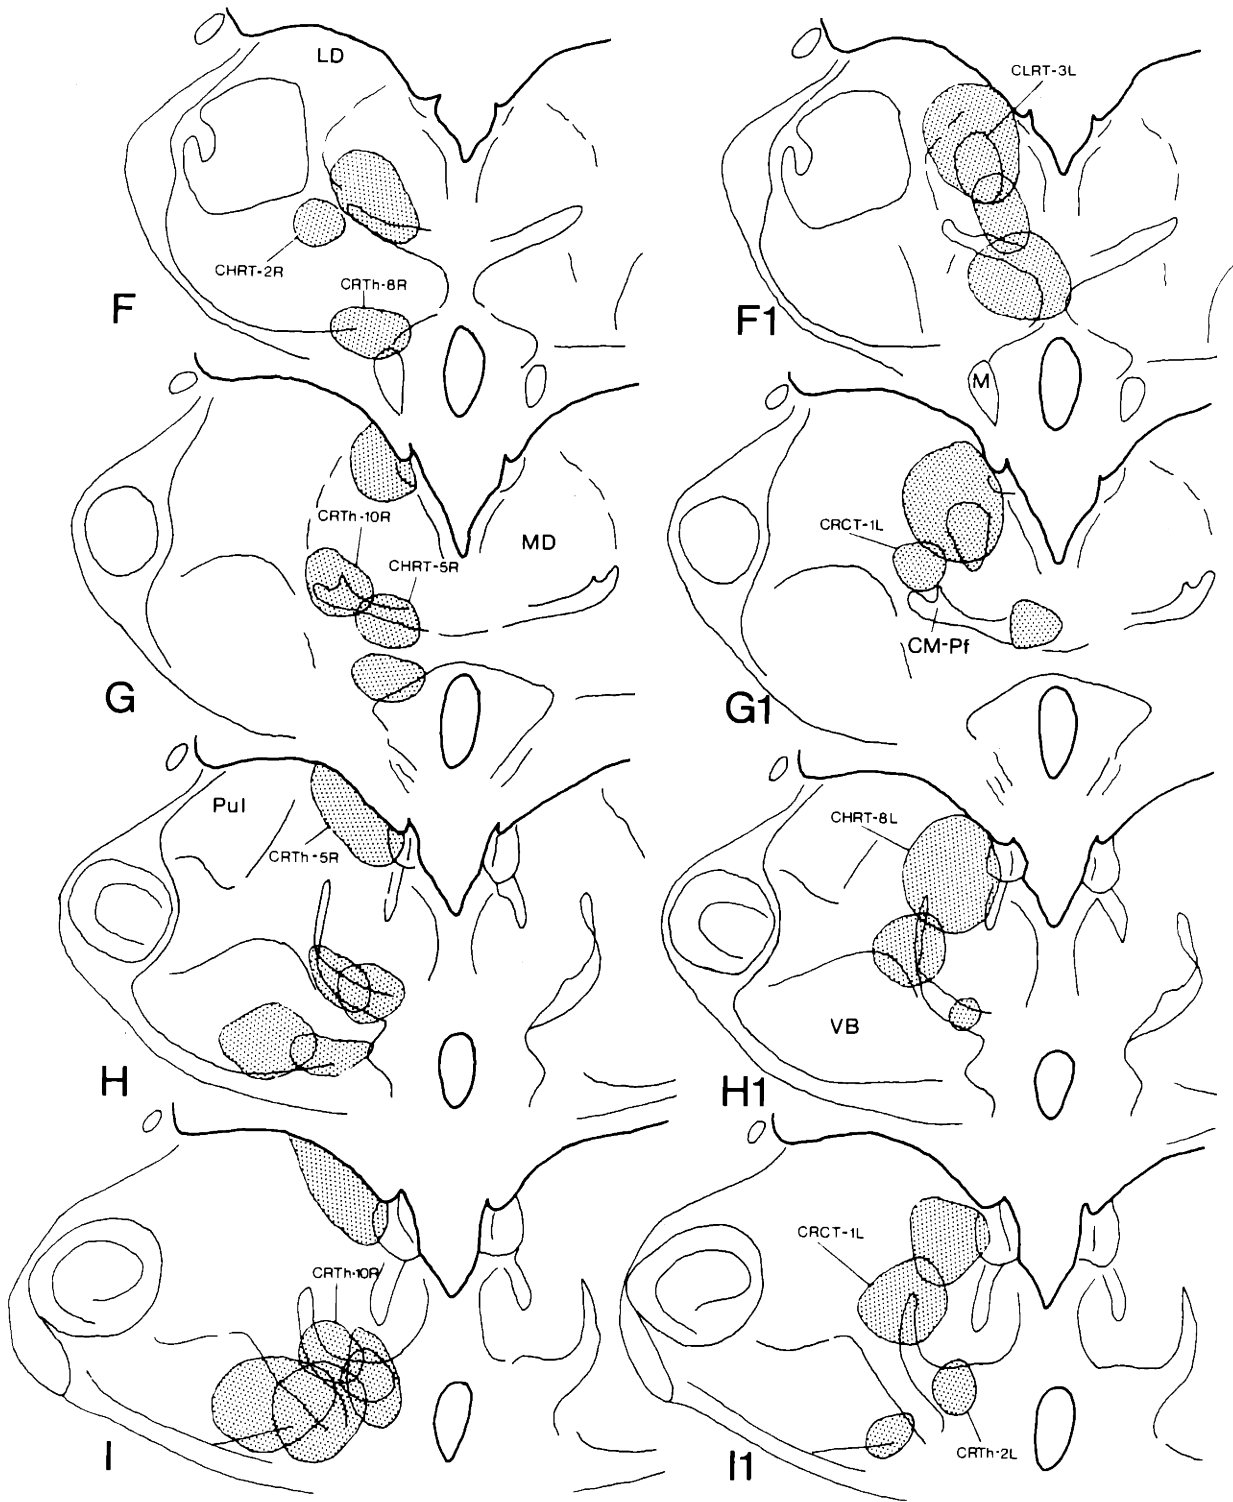 LD
CHRT-2R
CRTh-8R
F
CLRT-3L
F1
M
CRTh-10R
CHRT-5R
MD
G
CRCT-1L
CM-Pf
G1
Pul
CRTh-5R
H
CHRT-8L
VB
H1
CRTh-10R
I
CRCT-1L
CRTh-2L
I1